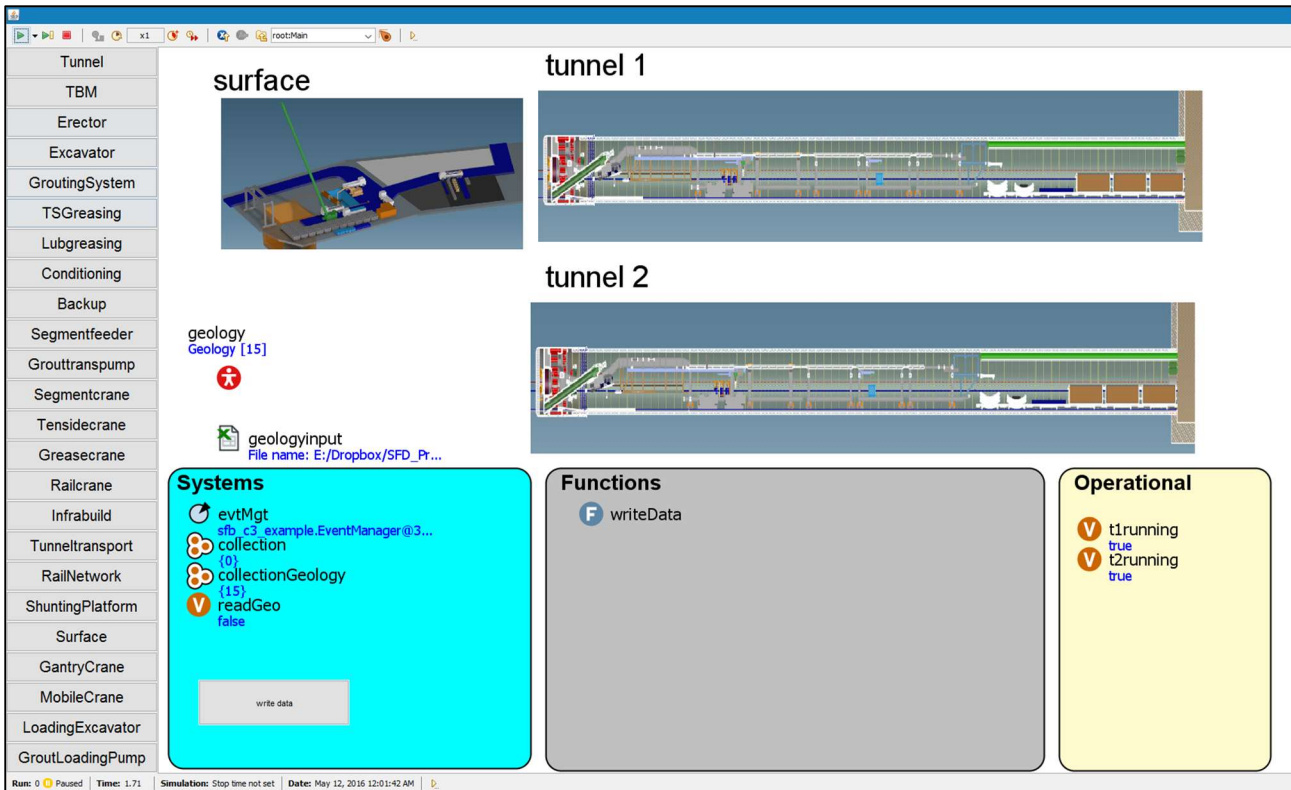 x1
root:Main
Tunnel
TBM
Erector
Excavator
GroutingSystem
TSGreasing
Lubgreasing
Conditioning
Backup
Segmentfeeder
Grouttranspump
Segmentcrane
Tensidecrane
Greasecrane
Railcrane
Infrabuild
Tunneltransport
RailNetwork
ShuntingPlatform
Surface
GantryCrane
MobileCrane
LoadingExcavator
GroutLoadingPump
surface
tunnel 1
tunnel 2
geology
Geology [15]
geologyinput
File name: E:/Dropbox/SFD_Pr...
Systems
evtMgt
sfb_c3_example.EventManager@3...
collection
{0}
collectionGeology
{15}
V readGeo
false
write data
Functions
F writeData
Operational
V t1running
true
V t2running
true
Run: 0 Paused Time: 1.71 Simulation: Stop time not set Date: May 12, 2016 12:01:42 AM